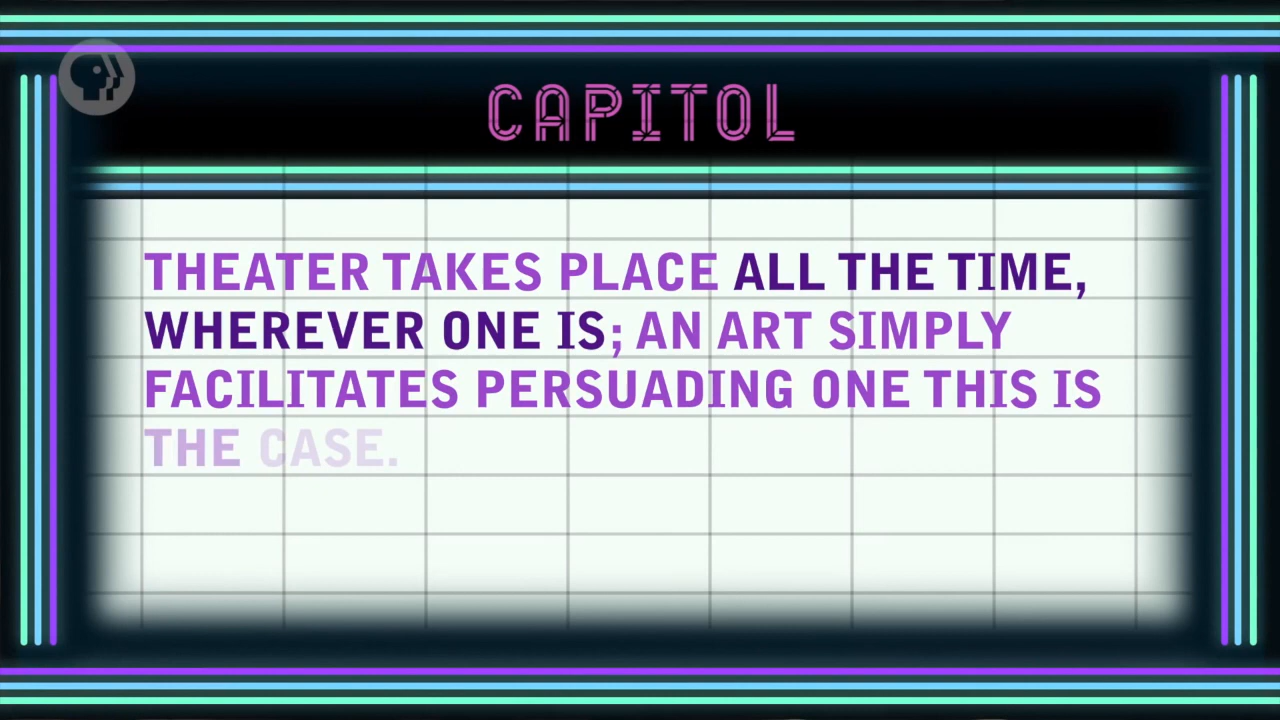 CAPITOL
THEATER TAKES PLACE ALL THE TIME,
WHEREVER ONE IS; AN ART SIMPLY
FACILITATES PERSUADING ONE THIS IS
THE CASE.